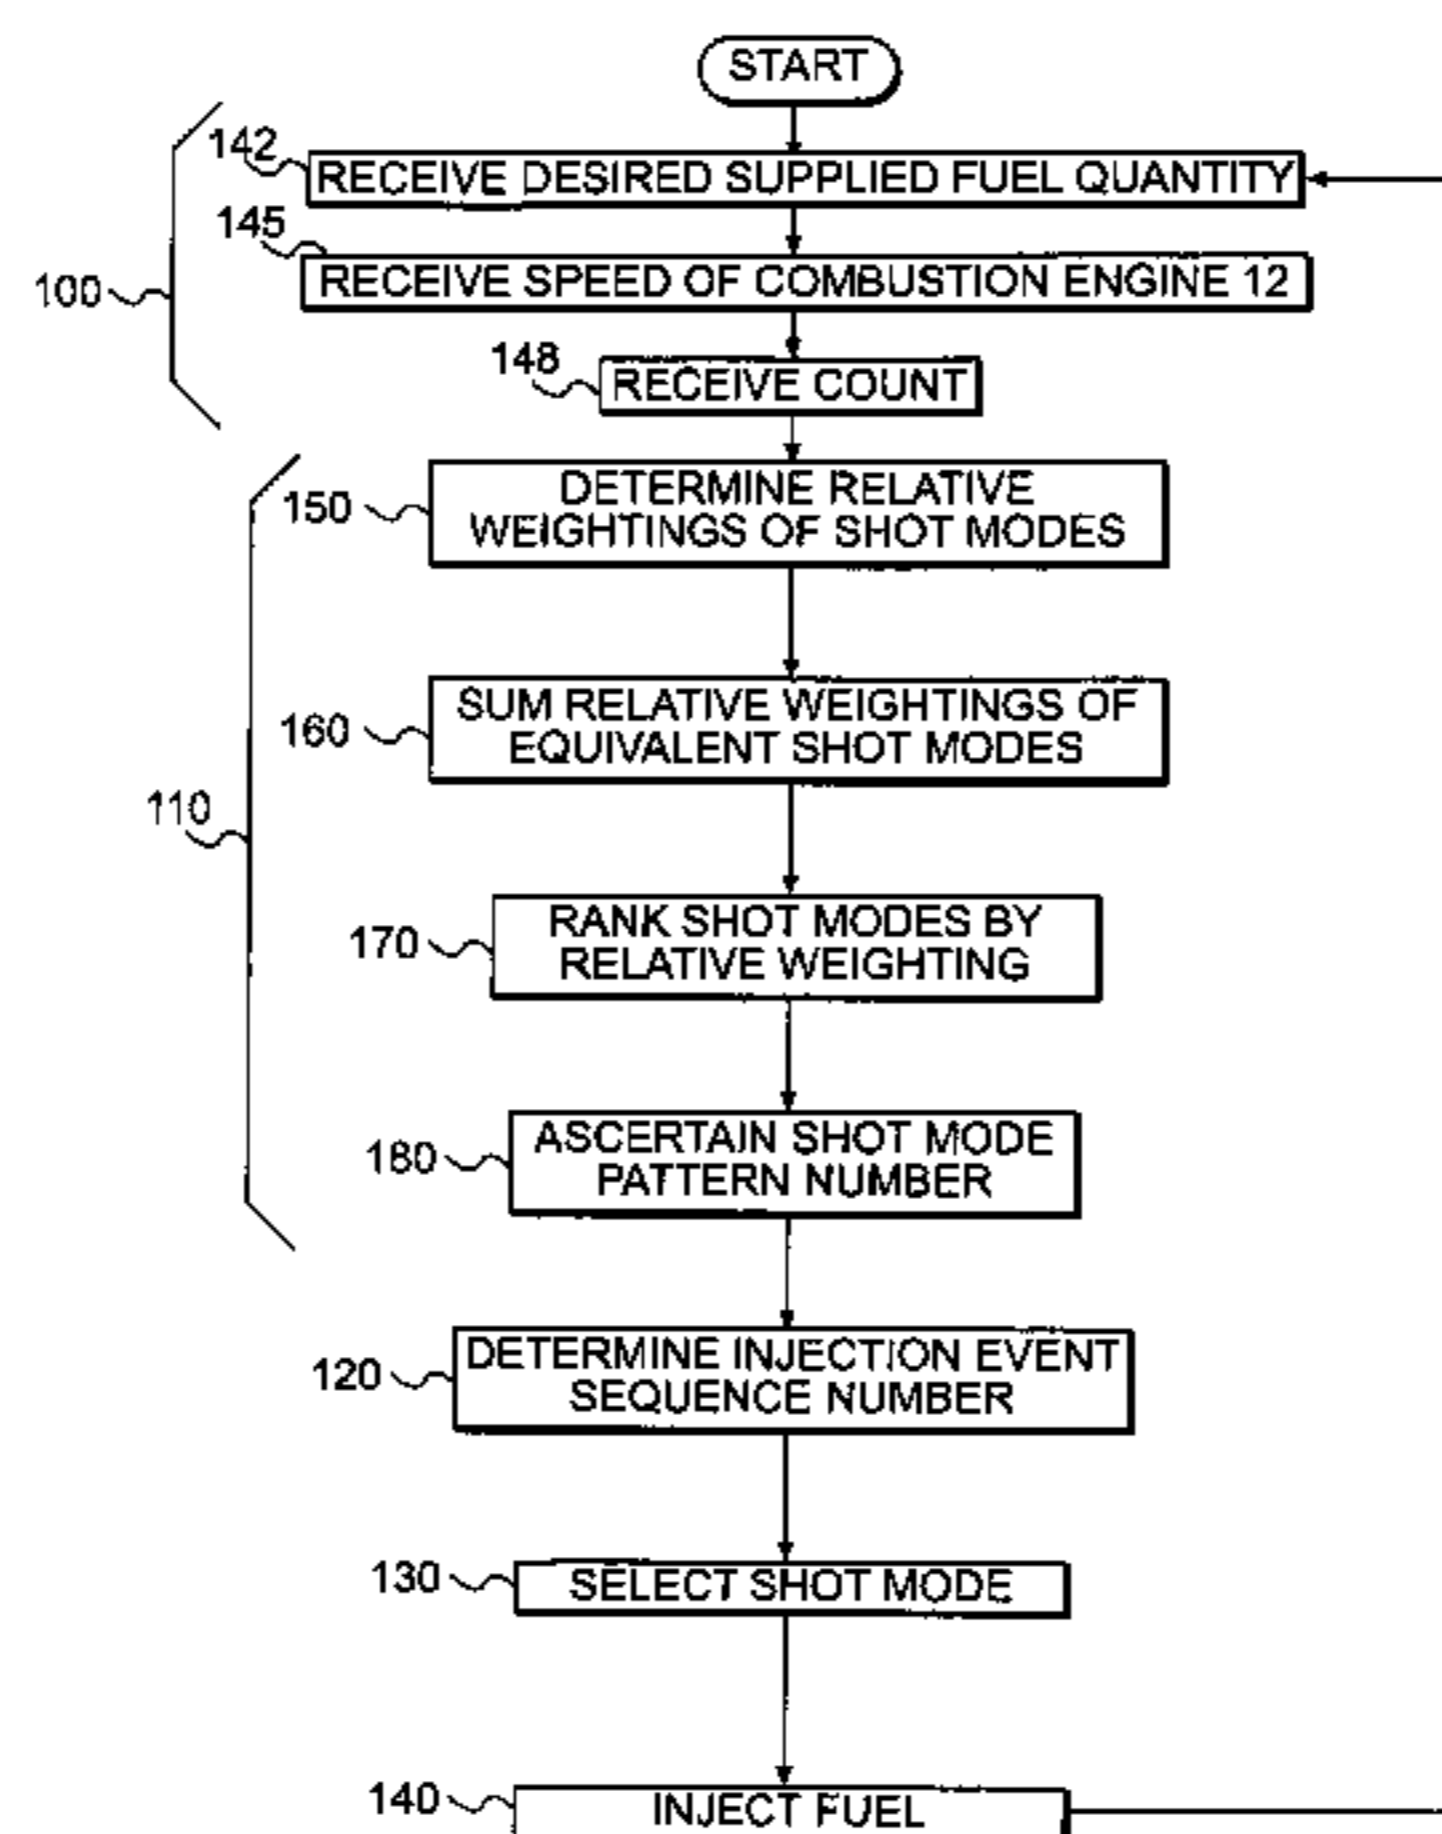 START
142
RECEIVE DESIRED SUPPLIED FUEL QUANTITY
145
RECEIVE SPEED OF COMBUSTION ENGINE 12
100
148
RECEIVE COUNT
150
DETERMINE RELATIVE
WEIGHTINGS OF SHOT MODES
160
SUM RELATIVE WEIGHTINGS OF
EQUIVALENT SHOT MODES
110
170
RANK SHOT MODES BY
RELATIVE WEIGHTING
180
ASCERTAIN SHOT MODE
PATTERN NUMBER
120
DETERMINE INJECTION EVENT
SEQUENCE NUMBER
130
SELECT SHOT MODE
140
INJECT FUEL